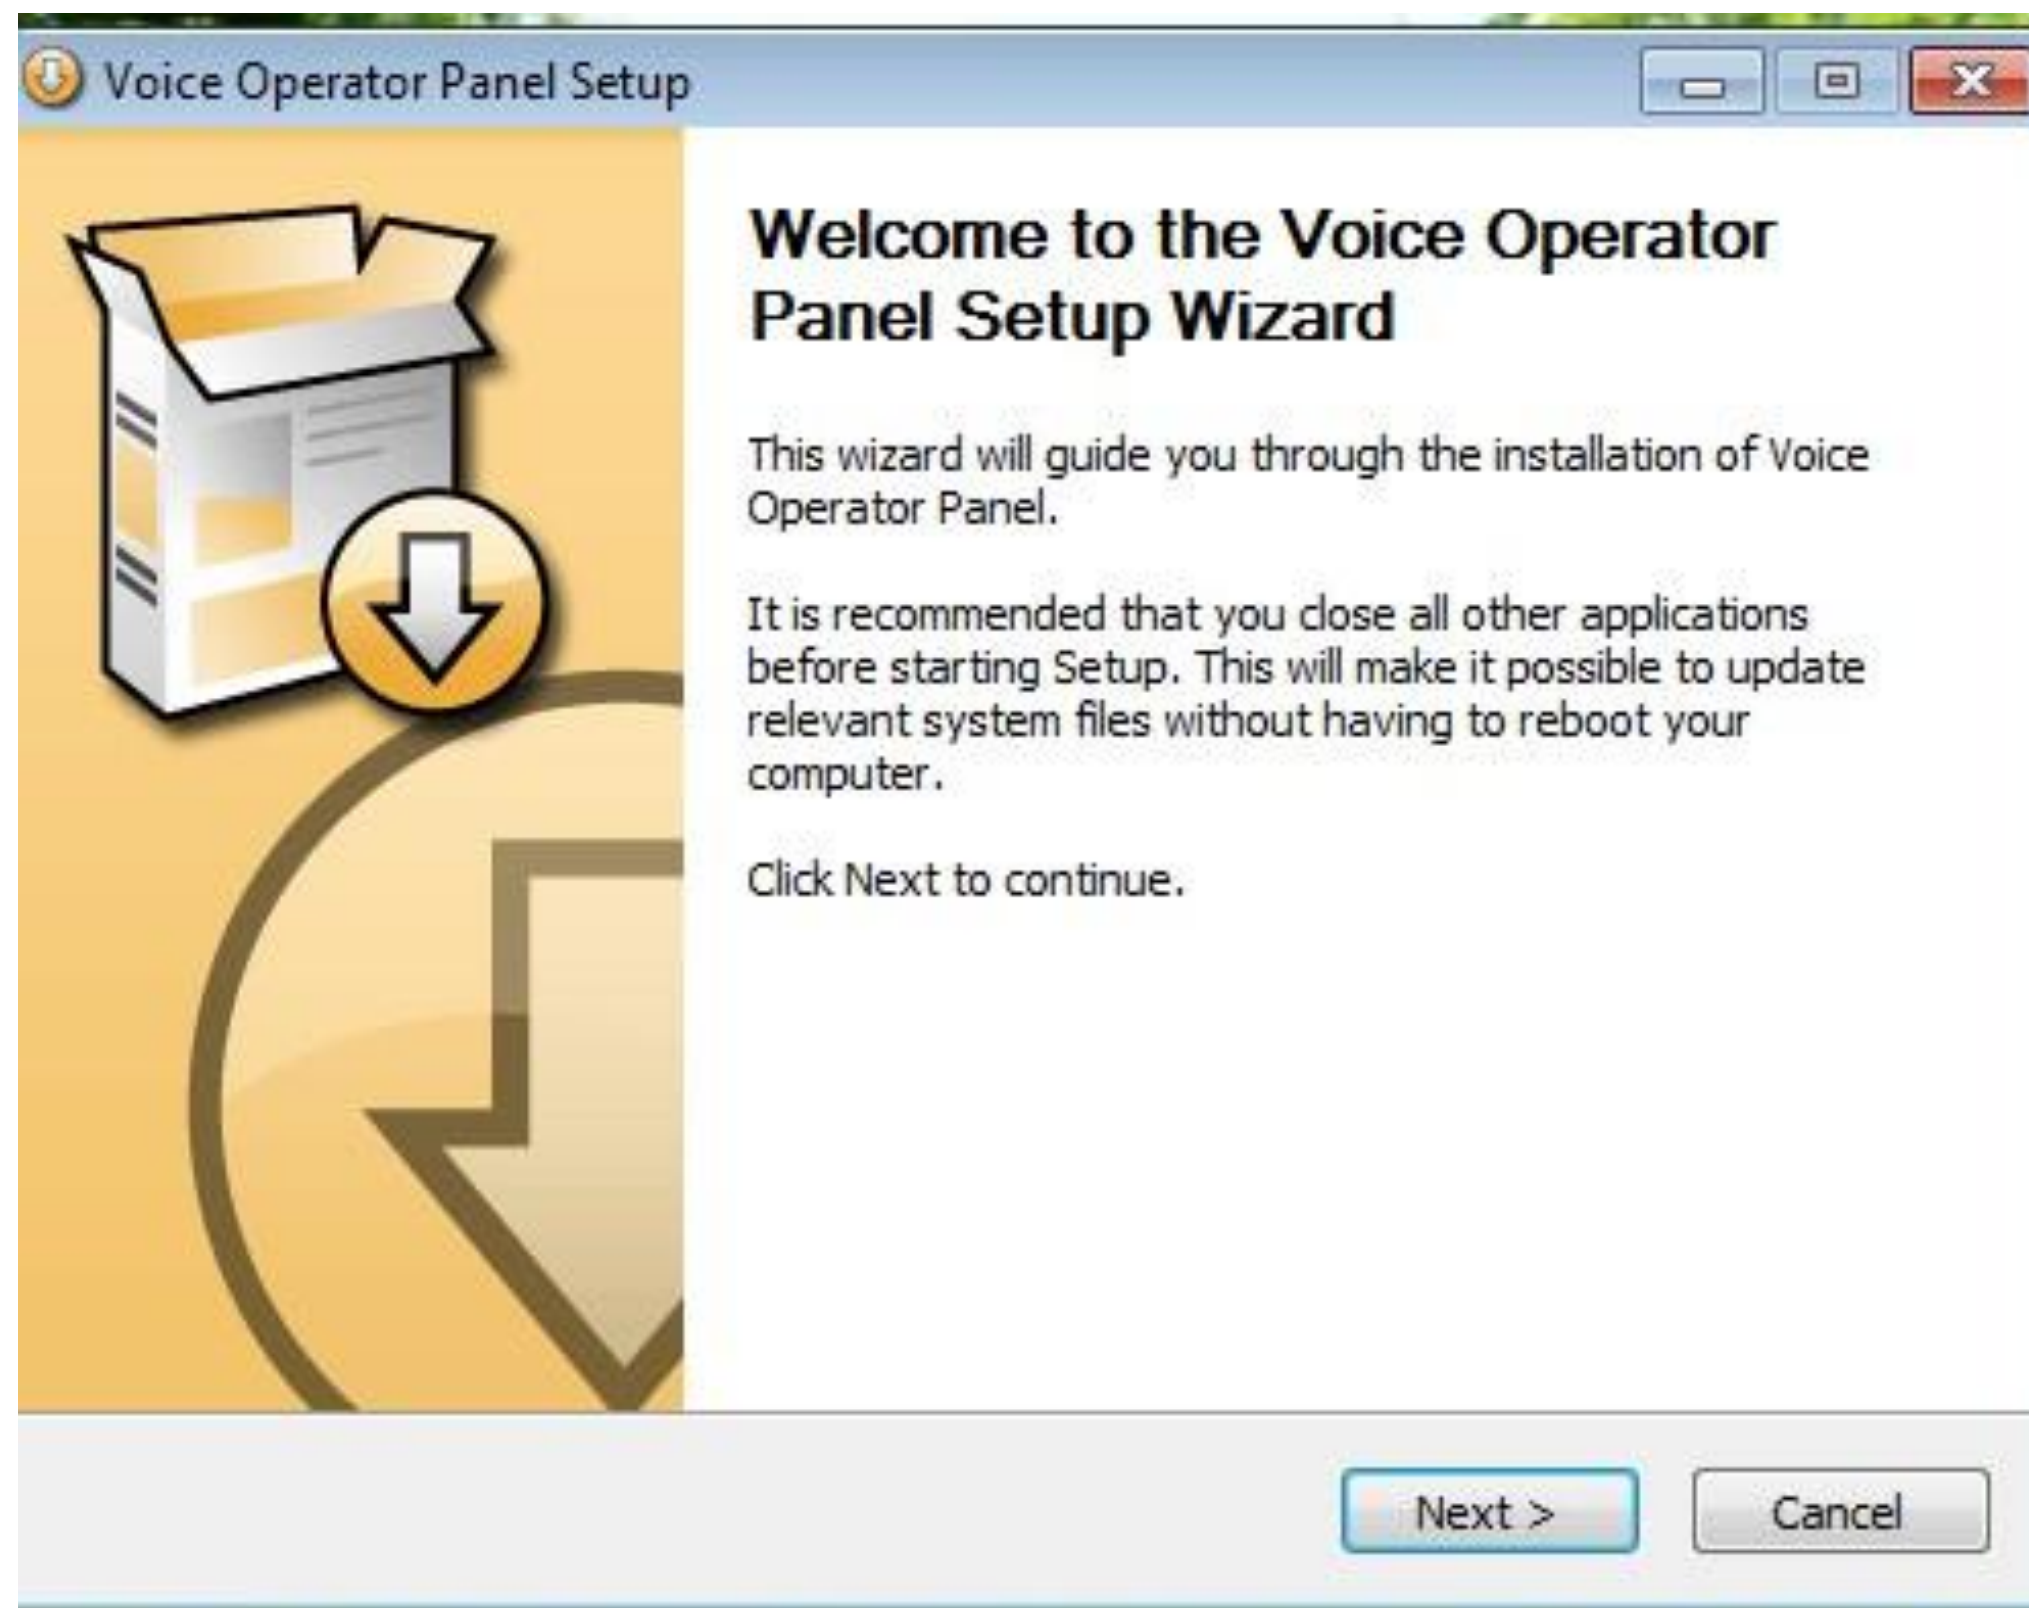 Voice Operator Panel Setup
Welcome to the Voice Operator
Panel Setup Wizard
This wizard will guide you through the installation of Voice
Operator Panel.
It is recommended that you close all other applications
before starting Setup. This will make it possible to update
relevant system files without having to reboot your
computer.
Click Next to continue.
Next >
Cancel